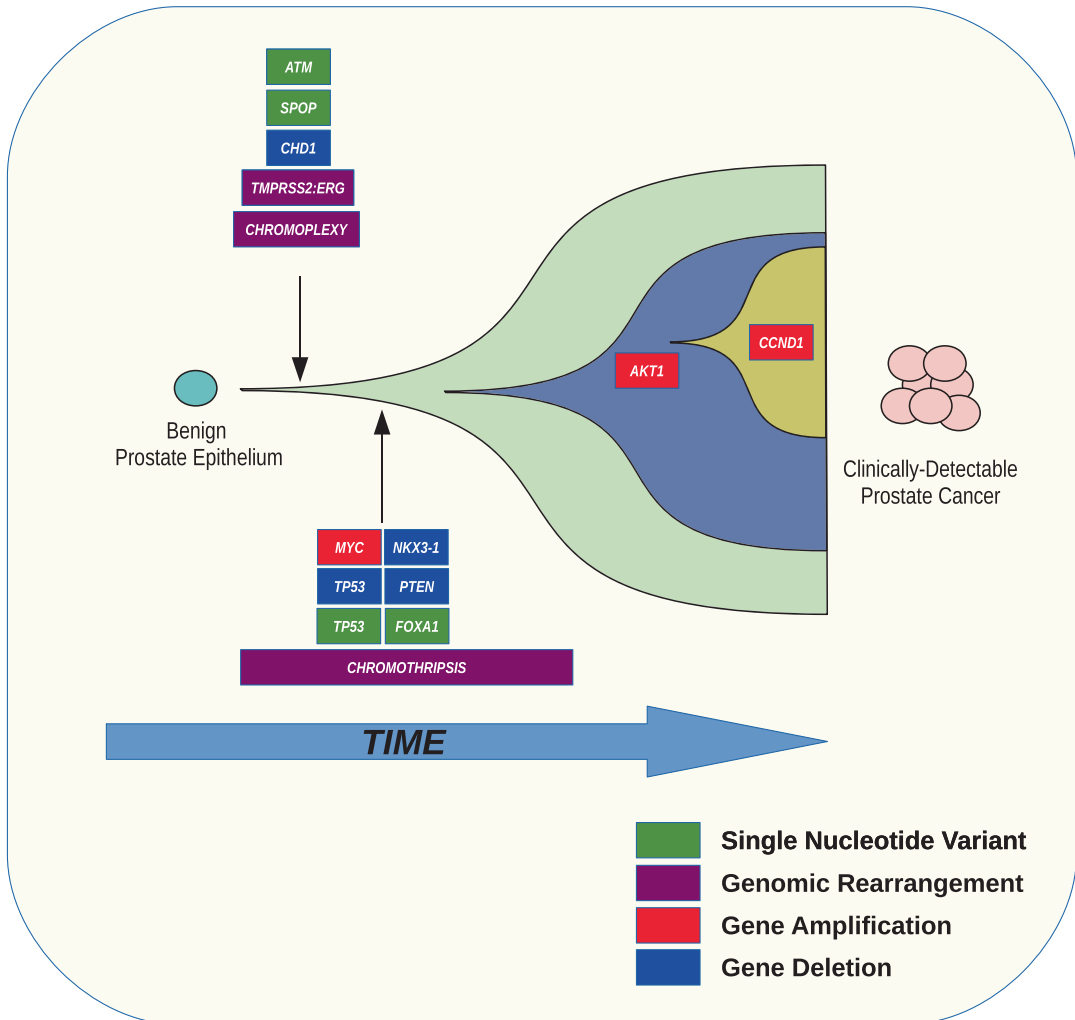 ATM
SPOP
CHD1
TMPRSS2:ERG
CHROMOPLEXY
CCND1
AKT1
Benign
Prostate Epithelium
Clinically-Detectable
Prostate Cancer
MYC NKX3-1
TP53 PTEN
TP53 FOXA1
CHROMOTHRIPSIS
TIME
Single Nucleotide Variant
Genomic Rearrangement
Gene Amplification
Gene Deletion